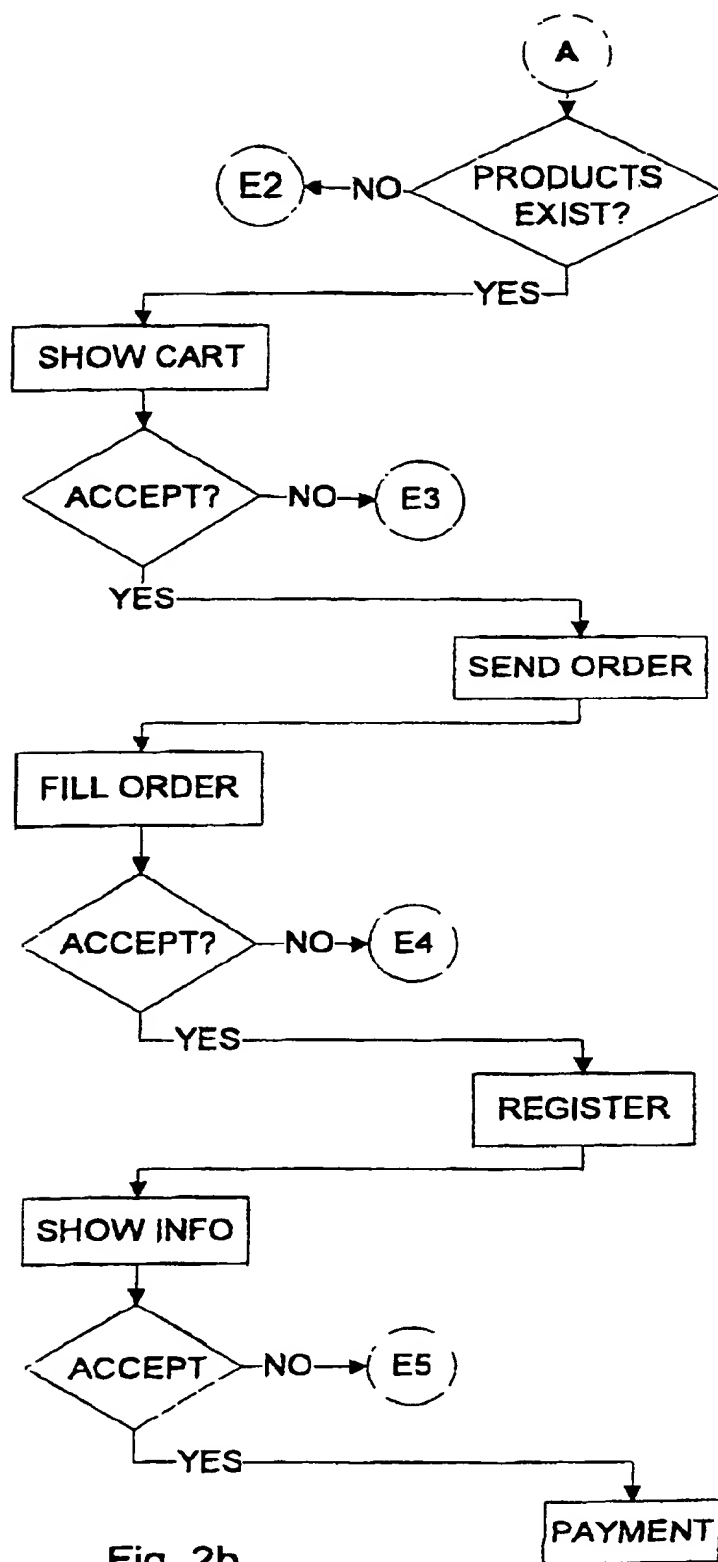 A
PRODUCTS
EXIST?
NO
E2
YES
SHOW CART
ACCEPT?
NO
E3
YES
SEND ORDER
FILL ORDER
ACCEPT?
NO
E4
YES
REGISTER
SHOW INFO
ACCEPT
NO
E5
YES
PAYMENT
Fig. 2b